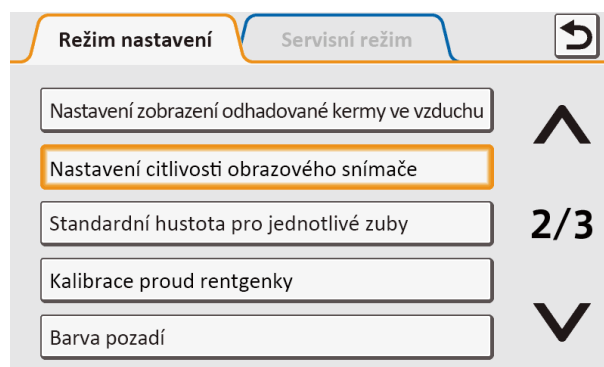 Režim nastavení
Servisní režim
Nastavení zobrazení odhadované kermy ve vzduchu
Nastavení citlivosti obrazového snímače
Standardní hustota pro jednotlivé zuby
2/3
Kalibrace proud rentgenky
Barva pozadí